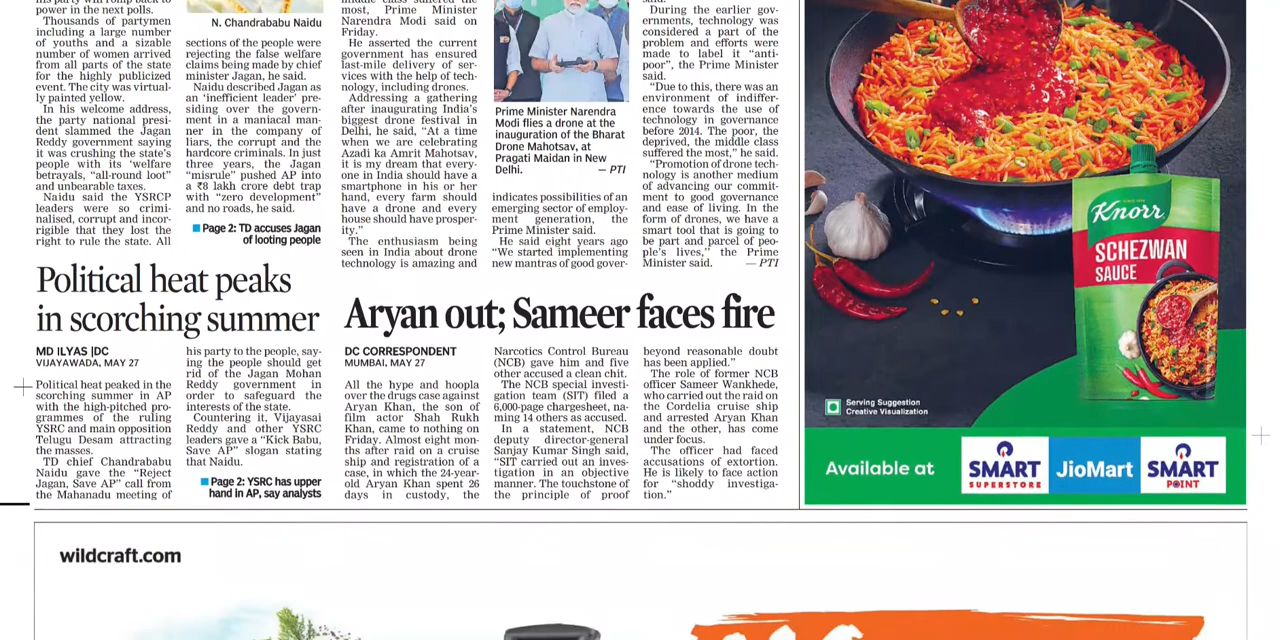 his party will romp back to
power in the next polls.
Thousands of partymen
including a large number
of youths and a sizable
number of women arrived
from all parts of the state
for the highly publicized
event. The city was virtual-
ly painted yellow.
In his welcome address,
the party national presi-
dent slammed the Jagan
Reddy government saying
it was crushing the state's
people with its 'welfare
betrayals, “all-round loot”
and unbearable taxes.
Naidu said the YSRCP
leaders were so crimi-
nalised, corrupt and incor-
rigible that they lost the
right to rule the state. All
N. Chandrababu Naidu
sections of the people were
rejecting the false welfare
claims being made by chief
minister Jagan, he said.
Naidu described Jagan as
an 'inefficient leader' pre-
siding over the govern-
ment in a maniacal man-
ner in the company of
liars, the corrupt and the
hardcore criminals. In just
three years, the Jagan
“misrule” pushed AP into
a ₹8 lakh crore debt trap
with “zero development”
and no roads, he said.
Page 2: TD accuses Jagan
of looting people
middle class suffered the
most, Prime Minister
Narendra Modi said on
Friday.
He asserted the current
government has ensured
last-mile delivery of ser-
vices with the help of tech-
nology, including drones.
Addressing a gathering
after inaugurating India's
biggest drone festival in
Delhi, he said, “At a time
when we are celebrating
Azadi ka Amrit Mahotsav,
it is my dream that every-
one in India should have a
smartphone in his or her
hand, every farm should
have a drone and every
house should have prosper-
ity.”
The enthusiasm being
seen in India about drone
technology is amazing and
Prime Minister Narendra
Modi flies a drone at the
inauguration of the Bharat
Drone Mahotsav, at
Pragati Maidan in New
Delhi. — PTI
indicates possibilities of an
emerging sector of employ-
ment generation, the
Prime Minister said.
He said eight years ago
“We started implementing
new mantras of good gover-
said.
During the earlier gov-
ernments, technology was
considered a part of the
problem and efforts were
made to label it “anti-
poor”, the Prime Minister
said.
“Due to this, there was an
environment of indiffer-
ence towards the use of
technology in governance
before 2014. The poor, the
deprived, the middle class
suffered the most,” he said.
“Promotion of drone tech-
nology is another medium
of advancing our commit-
ment to good governance
and ease of living. In the
form of drones, we have a
smart tool that is going to
be part and parcel of peo-
ple's lives,” the Prime
Minister said. — PTI
Political heat peaks
in scorching summer
MD ILYAS |DC
VIJAYAWADA, MAY 27
Political heat peaked in the
scorching summer in AP
with the high-pitched pro-
grammes of the ruling
YSRC and main opposition
Telugu Desam attracting
the masses.
TD chief Chandrababu
Naidu gave the “Reject
Jagan, Save AP” call from
the Mahanadu meeting of
his party to the people, say-
ing the people should get
rid of the Jagan Mohan
Reddy government in
order to safeguard the
interests of the state.
Countering it, Vijayasai
Reddy and other YSRC
leaders gave a “Kick Babu,
Save AP” slogan stating
that Naidu.
Page 2: YSRC has upper
hand in AP, say analysts
Aryan out; Sameer faces fire
DC CORRESPONDENT
MUMBAI, MAY 27
All the hype and hoopla
over the drugs case against
Aryan Khan, the son of
film actor Shah Rukh
Khan, came to nothing on
Friday. Almost eight mon-
ths after raid on a cruise
ship and registration of a
case, in which the 24-year-
old Aryan Khan spent 26
days in custody, the
Narcotics Control Bureau
(NCB) gave him and five
other accused a clean chit.
The NCB special investi-
gation team (SIT) filed a
6,000-page chargesheet, na-
ming 14 others as accused.
In a statement, NCB
deputy director-general
Sanjay Kumar Singh said,
“SIT carried out an inves-
tigation in an objective
manner. The touchstone of
the principle of proof
beyond reasonable doubt
has been applied.”
The role of former NCB
officer Sameer Wankhede,
who carried out the raid on
the Cordelia cruise ship
and arrested Aryan Khan
and the other, has come
under focus.
The officer had faced
accusations of extortion.
He is likely to face action
for “shoddy investiga-
tion.”
Knorr
SCHEZWAN
SAUCE
Serving Suggestion
Creative Visualization
Available at
SMART
SUPERSTORE
JioMart
SMART
POINT
wildcraft.com